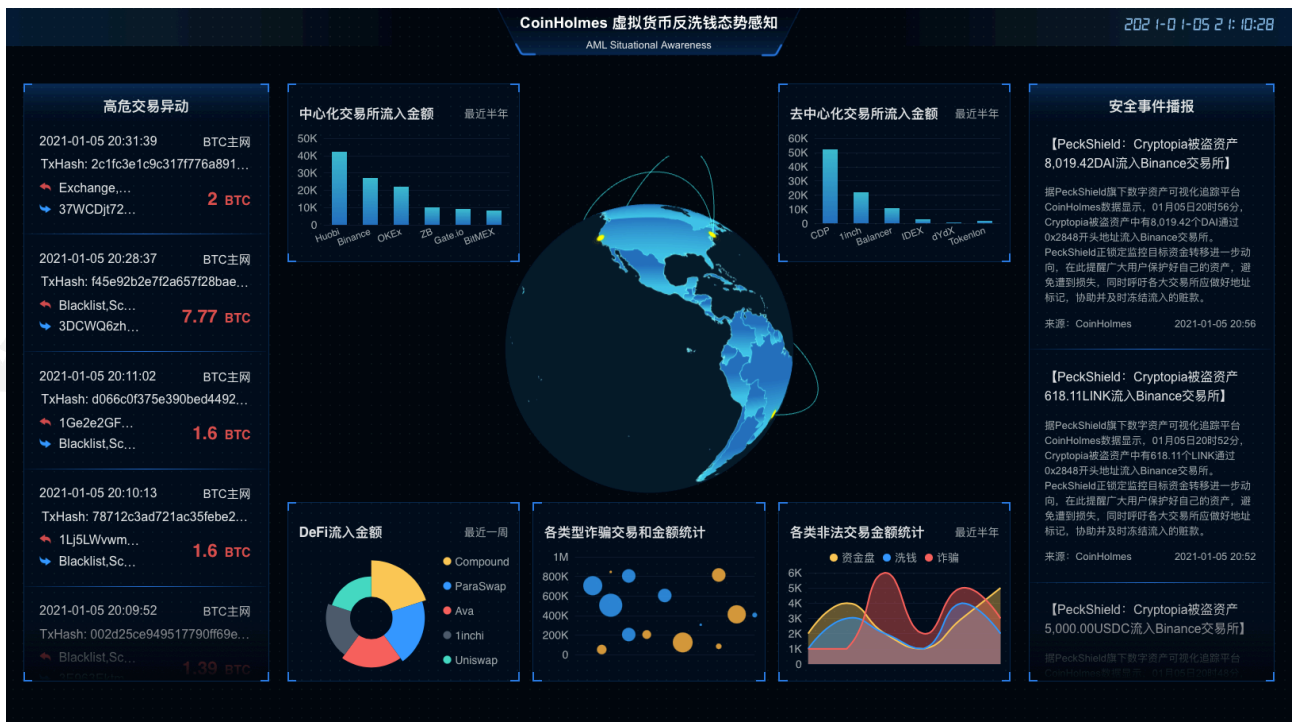 CoinHolmes 虚拟货币反洗钱态势感知
AML Situational Awareness
2021-01-05 21:10:28
高危交易异动
2021-01-05 20:31:39 BTC主网
TxHash: 2c1fc3e1c9c317f776a891...
Exchange,...
37WCDjt72...
2 BTC
2021-01-05 20:28:37 BTC主网
TxHash: f45e92b2e7f2a657f28bae...
Blacklist,Sc...
3DCWQ6zh...
7.77 BTC
2021-01-05 20:11:02 BTC主网
TxHash: d066c0f375e390bed4492...
1Ge2e2GF...
Blacklist,Sc...
1.6 BTC
2021-01-05 20:10:13 BTC主网
TxHash: 78712c3ad721ac35febe2...
1Lj5LWvwm...
Blacklist,Sc...
1.6 BTC
2021-01-05 20:09:52 BTC主网
TxHash: 002d25ce949517790ff69e...
Blacklist,Sc...
1.39 BTC
中心化交易所流入金额 最近半年
50K
40K
30K
20K
10K
0
Huobi Binance OKEx ZB Gate.io BitMEX
去中心化交易所流入金额 最近半年
60K
50K
40K
30K
20K
10K
0
CDP 1inch Balancer IDEX dYdX Tokenlon
DeFi流入金额 最近一周
Compound
ParaSwap
Ava
1inchi
Uniswap
各类型诈骗交易和金额统计
1M
800K
600K
400K
200K
0
各类非法交易金额统计 最近半年
资金盘 洗钱 诈骗
6K
5K
4K
3K
2K
1K
0
安全事件播报
【PeckShield：Cryptopia被盗资产
8,019.42DAI流入Binance交易所】
据PeckShield旗下数字资产可视化追踪平台
CoinHolmes数据显示，01月05日20时56分，
Cryptopia被盗资产中有8,019.42个DAI通过
0x2848开头地址流入Binance交易所。
PeckShield正锁定监控目标资金转移进一步动
向，在此提醒广大用户保护好自己的资产，避
免遭到损失，同时呼吁各大交易所应做好地址
标记，协助并及时冻结流入的赃款。
来源：CoinHolmes 2021-01-05 20:56
【PeckShield：Cryptopia被盗资产
618.11LINK流入Binance交易所】
据PeckShield旗下数字资产可视化追踪平台
CoinHolmes数据显示，01月05日20时52分，
Cryptopia被盗资产中有618.11个LINK通过
0x2848开头地址流入Binance交易所。
PeckShield正锁定监控目标资金转移进一步动
向，在此提醒广大用户保护好自己的资产，避
免遭到损失，同时呼吁各大交易所应做好地址
标记，协助并及时冻结流入的赃款。
来源：CoinHolmes 2021-01-05 20:52
【PeckShield：Cryptopia被盗资产
5,000.00USDC流入Binance交易所】
据PeckShield旗下数字资产可视化追踪平台